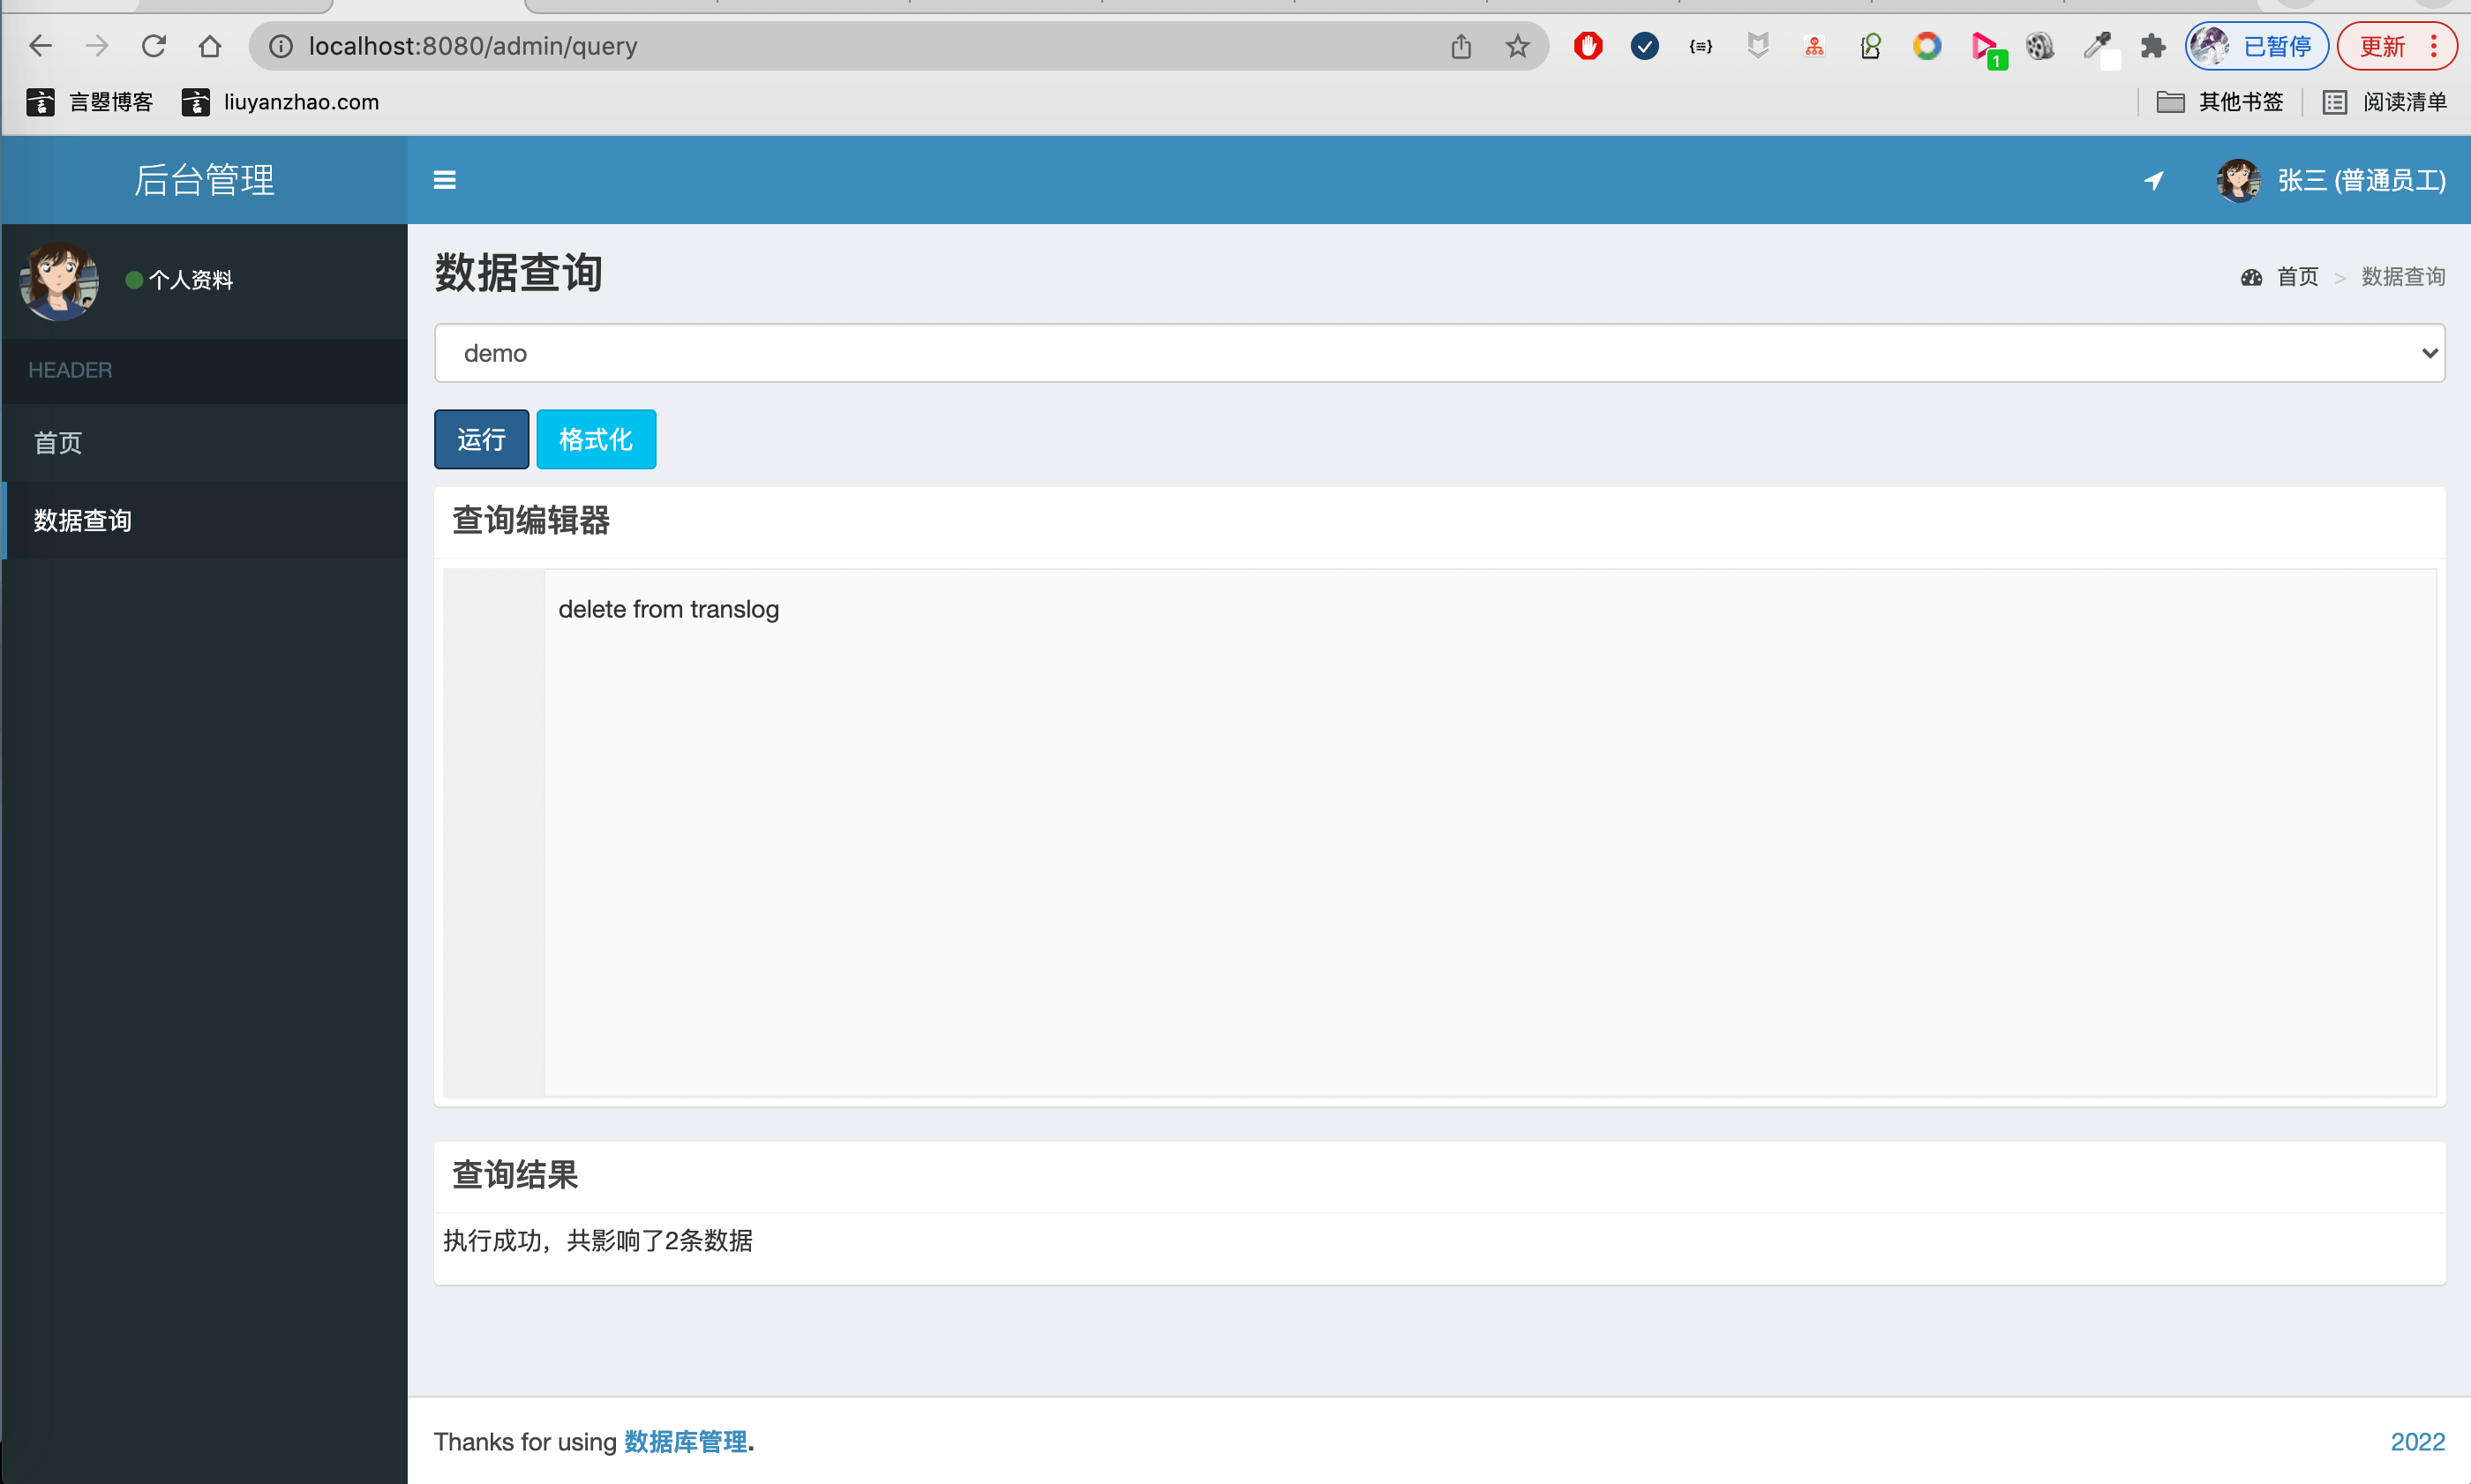 localhost:8080/admin/query
1
已暂停
更新
言曌博客
liuyanzhao.com
其他书签
阅读清单
后台管理
张三 (普通员工)
个人资料
HEADER
首页
数据查询
数据查询
首页 > 数据查询
demo
运行
格式化
查询编辑器
delete from translog
查询结果
执行成功，共影响了2条数据
Thanks for using 数据库管理.
2022